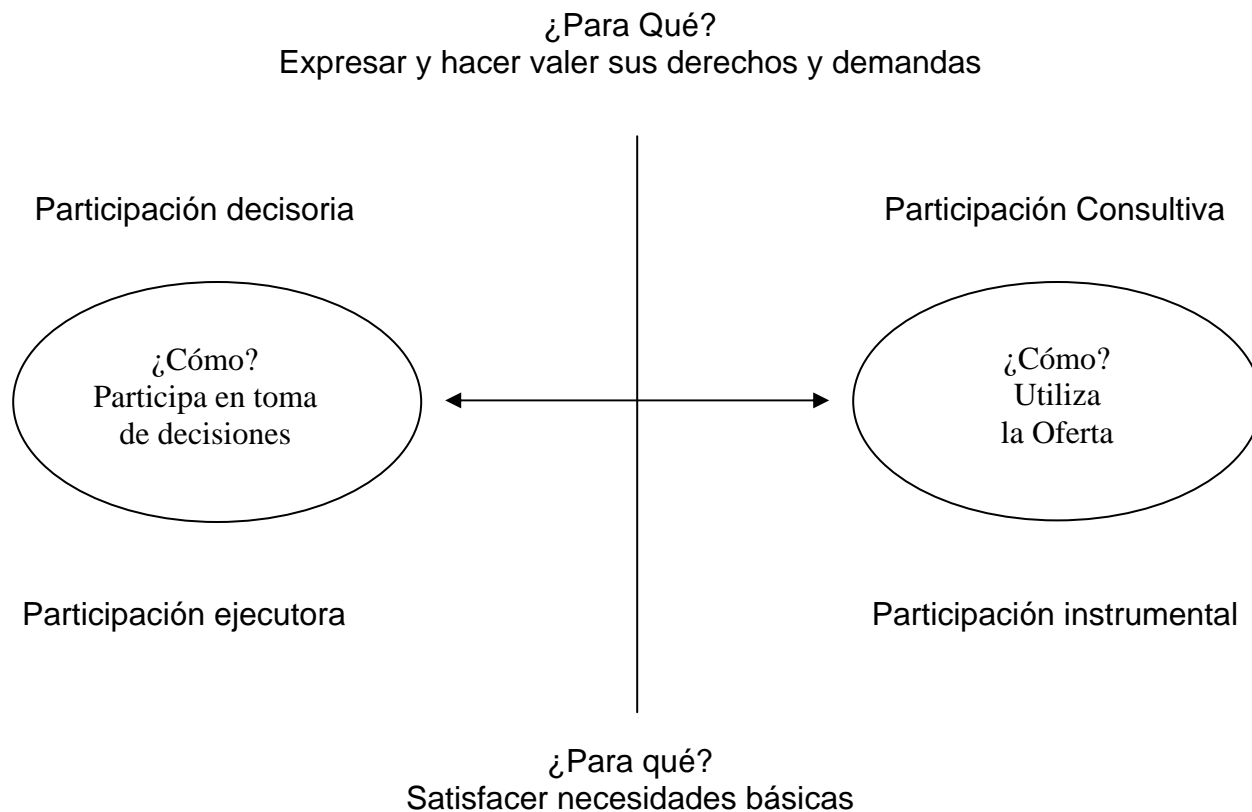 ¿Para Qué?
Expresar y hacer valer sus derechos y demandas
Participación decisoria
Participación Consultiva
¿Cómo?
Participa en toma
de decisiones
¿Cómo?
Utiliza
la Oferta
Participación ejecutora
Participación instrumental
¿Para qué?
Satisfacer necesidades básicas